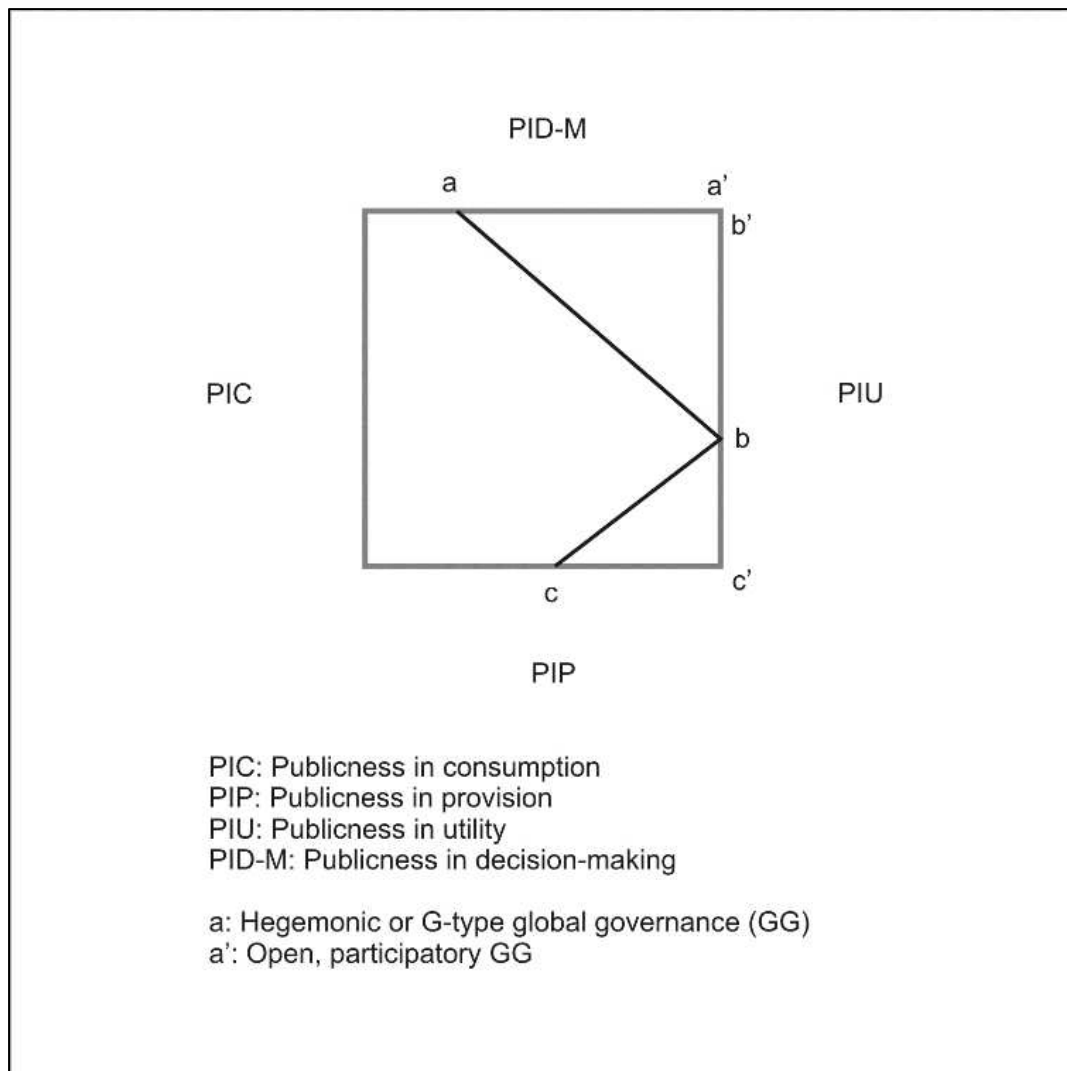 PID-M
a
a’
b’
PIC
PIU
b
c
c’
PIP
PIC: Publicness in consumption
PIP: Publicness in provision
PIU: Publicness in utility
PID-M: Publicness in decision-making
a: Hegemonic or G-type global governance (GG)
a’: Open, participatory GG